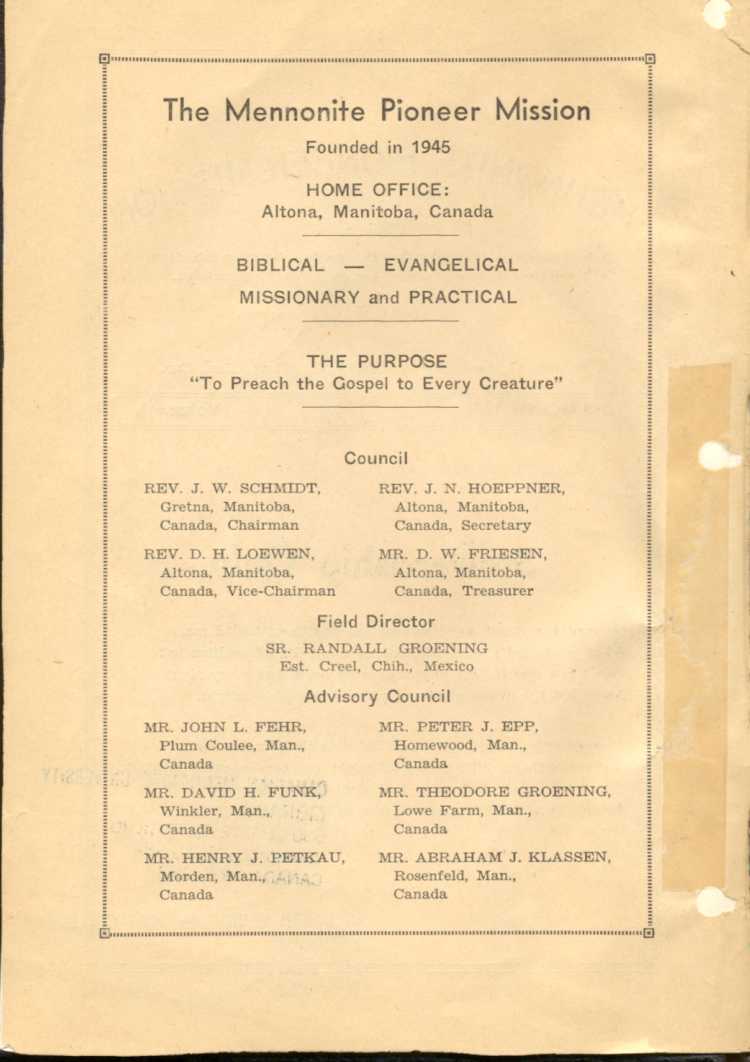 The Mennonite Pioneer Mission
Founded in 1945
HOME OFFICE:
Altona, Manitoba, Canada
BIBLICAL — EVANGELICAL
MISSIONARY and PRACTICAL
THE PURPOSE
"To Preach the Gospel to Every Creature"
Council
REV. J. W. SCHMIDT,
Gretna, Manitoba,
Canada, Chairman
REV. J. N. HOEPPNER,
Altona, Manitoba,
Canada, Secretary
REV. D. H. LOEWEN,
Altona, Manitoba,
Canada, Vice-Chairman
MR. D. W. FRIESEN,
Altona, Manitoba,
Canada, Treasurer
Field Director
SR. RANDALL GROENING
Est. Creel, Chih., Mexico
Advisory Council
MR. JOHN L. FEHR,
Plum Coulee, Man.,
Canada
MR. PETER J. EPP,
Homewood, Man.,
Canada
MR. DAVID H. FUNK,
Winkler, Man.,
Canada
MR. THEODORE GROENING,
Lowe Farm, Man.,
Canada
MR. HENRY J. PETKAU,
Morden, Man.,
Canada
MR. ABRAHAM J. KLASSEN,
Rosenfeld, Man.,
Canada